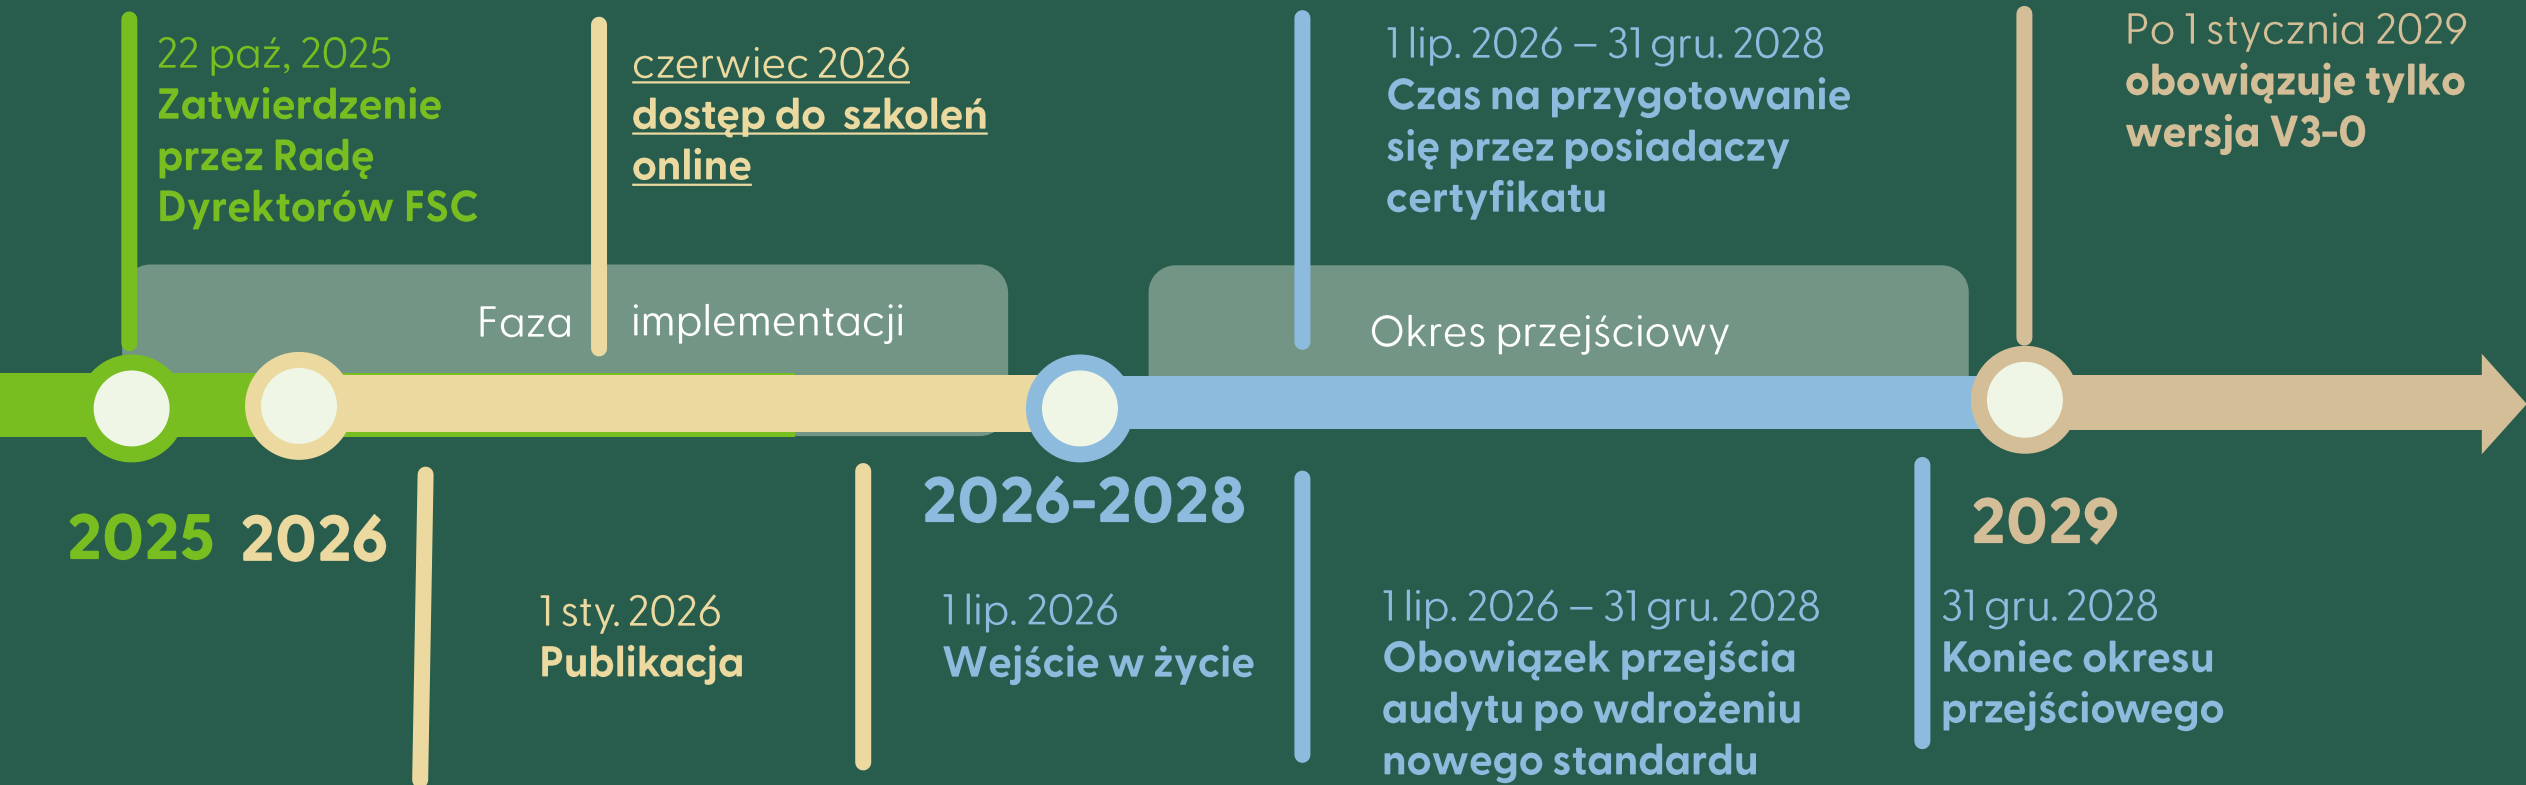 22 paź, 2025
Zatwierdzenie
przez Radę
Dyrektorów FSC
czerwiec 2026
dostęp do szkoleń
online
1 lip. 2026 – 31 gru. 2028
Czas na przygotowanie
się przez posiadaczy
certyfikatu
Po 1 stycznia 2029
obowiązuje tylko
wersja V3-0
Faza implementacji
Okres przejściowy
2025
2026
2026-2028
2029
1 sty. 2026
Publikacja
1 lip. 2026
Wejście w życie
1 lip. 2026 – 31 gru. 2028
Obowiązek przejścia
audytu po wdrożeniu
nowego standardu
31 gru. 2028
Koniec okresu
przejściowego